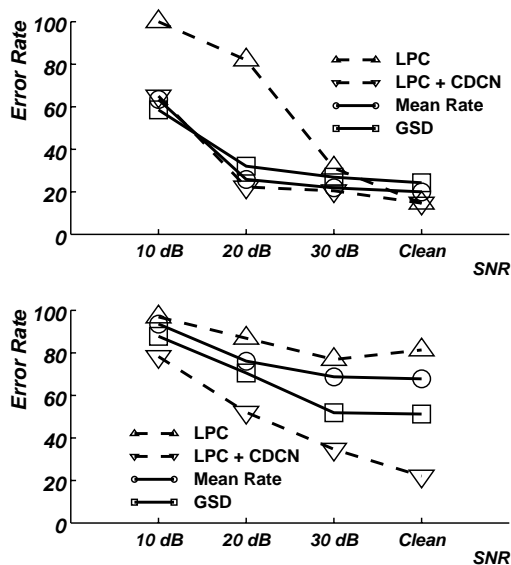 100
80
60
40
20
0
Error Rate
LPC
LPC + CDCN
Mean Rate
GSD
10 dB 20 dB 30 dB Clean
SNR
100
80
60
40
20
0
Error Rate
LPC
LPC + CDCN
Mean Rate
GSD
10 dB 20 dB 30 dB Clean
SNR